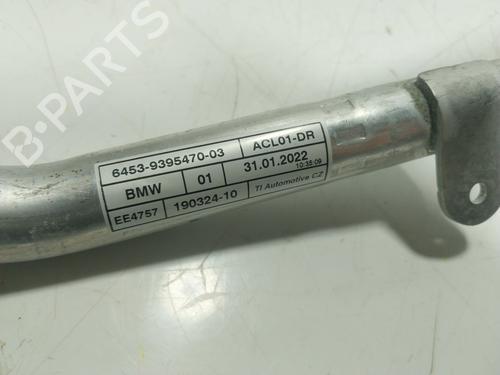 6453-9395470-03 ACL01-DR
BMW 01 31.01.2022 10:35:09
EE4757 190324-10 TI Automotive CZ
B-PARTS